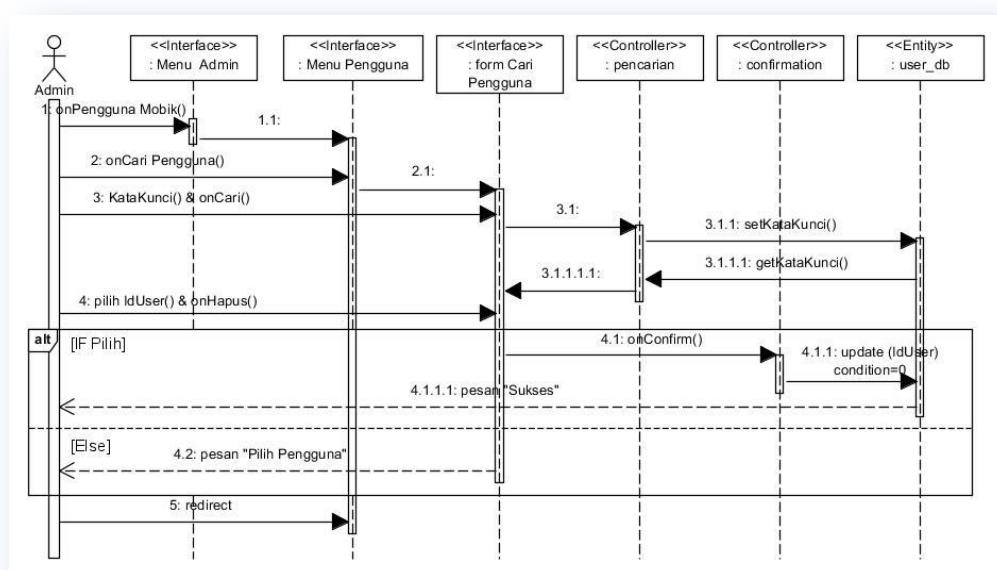 Admin
<<Interface>>
: Menu Admin
<<Interface>>
: Menu Pengguna
<<Interface>>
: form Cari
Pengguna
<<Controller>>
: pencarian
<<Controller>>
: confirmation
<<Entity>>
: user_db
1: onPengguna Mobik()
1.1:
2: onCari Pengguna()
2.1:
3: KataKunci() & onCari()
3.1:
3.1.1: setKataKunci()
3.1.1.1: getKataKunci()
3.1.1.1.1:
4: pilih IdUser() & onHapus()
alt
[IF Pilih]
4.1: onConfirm()
4.1.1: update (IdUser)
condition=0
4.1.1.1: pesan "Sukses"
[Else]
4.2: pesan "Pilih Pengguna"
5: redirect